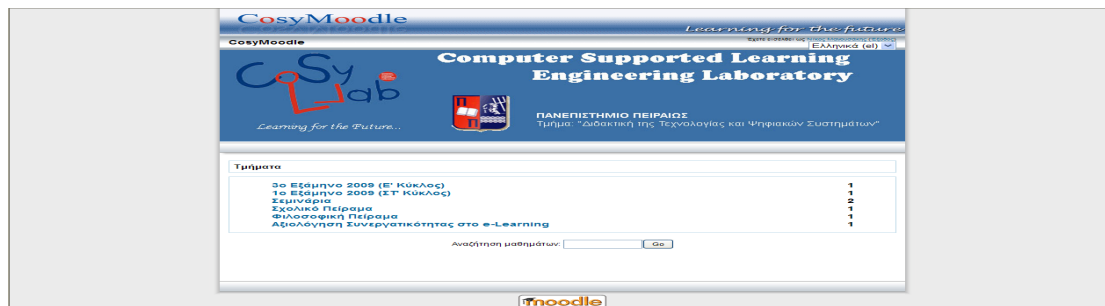 CosyMoodle
Learning for the future
CosyMoodle
Έχετε εισέλθει ως
Ελληνικά (el)
CoSy Lab
Learning for the Future...
Computer Supported Learning
Engineering Laboratory
ΠΑΝΕΠΙΣΤΗΜΙΟ ΠΕΙΡΑΙΩΣ
Τμήμα: "Διδακτική της Τεχνολογίας και Ψηφιακών Συστημάτων"
Τμήματα
3ο Εξάμηνο 2009 (Ε' Κύκλος) 1
1ο Εξάμηνο 2009 (ΣΤ' Κύκλος) 1
Σεμινάρια 2
Σχολικό Πείραμα 1
Φιλοσοφική Πείραμα 1
Αξιολόγηση Συνεργατικότητας στο e-Learning 1
Αναζήτηση μαθημάτων: Go
moodle